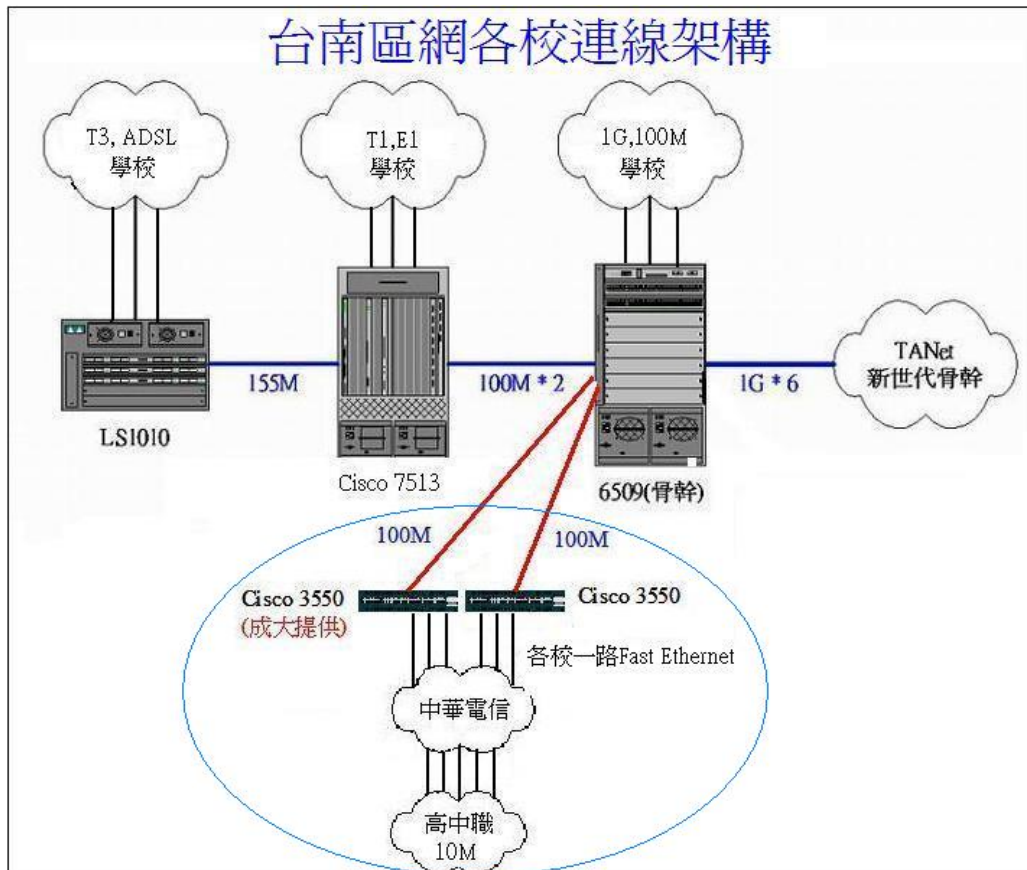 台南區網各校連線架構
T3, ADSL
學校
T1,E1
學校
1G,100M
學校
155M
100M * 2
1G * 6
TANet
新世代骨幹
LS1010
Cisco 7513
6509(骨幹)
100M
100M
Cisco 3550
(成大提供)
Cisco 3550
各校一路Fast Ethernet
中華電信
高中職
10M